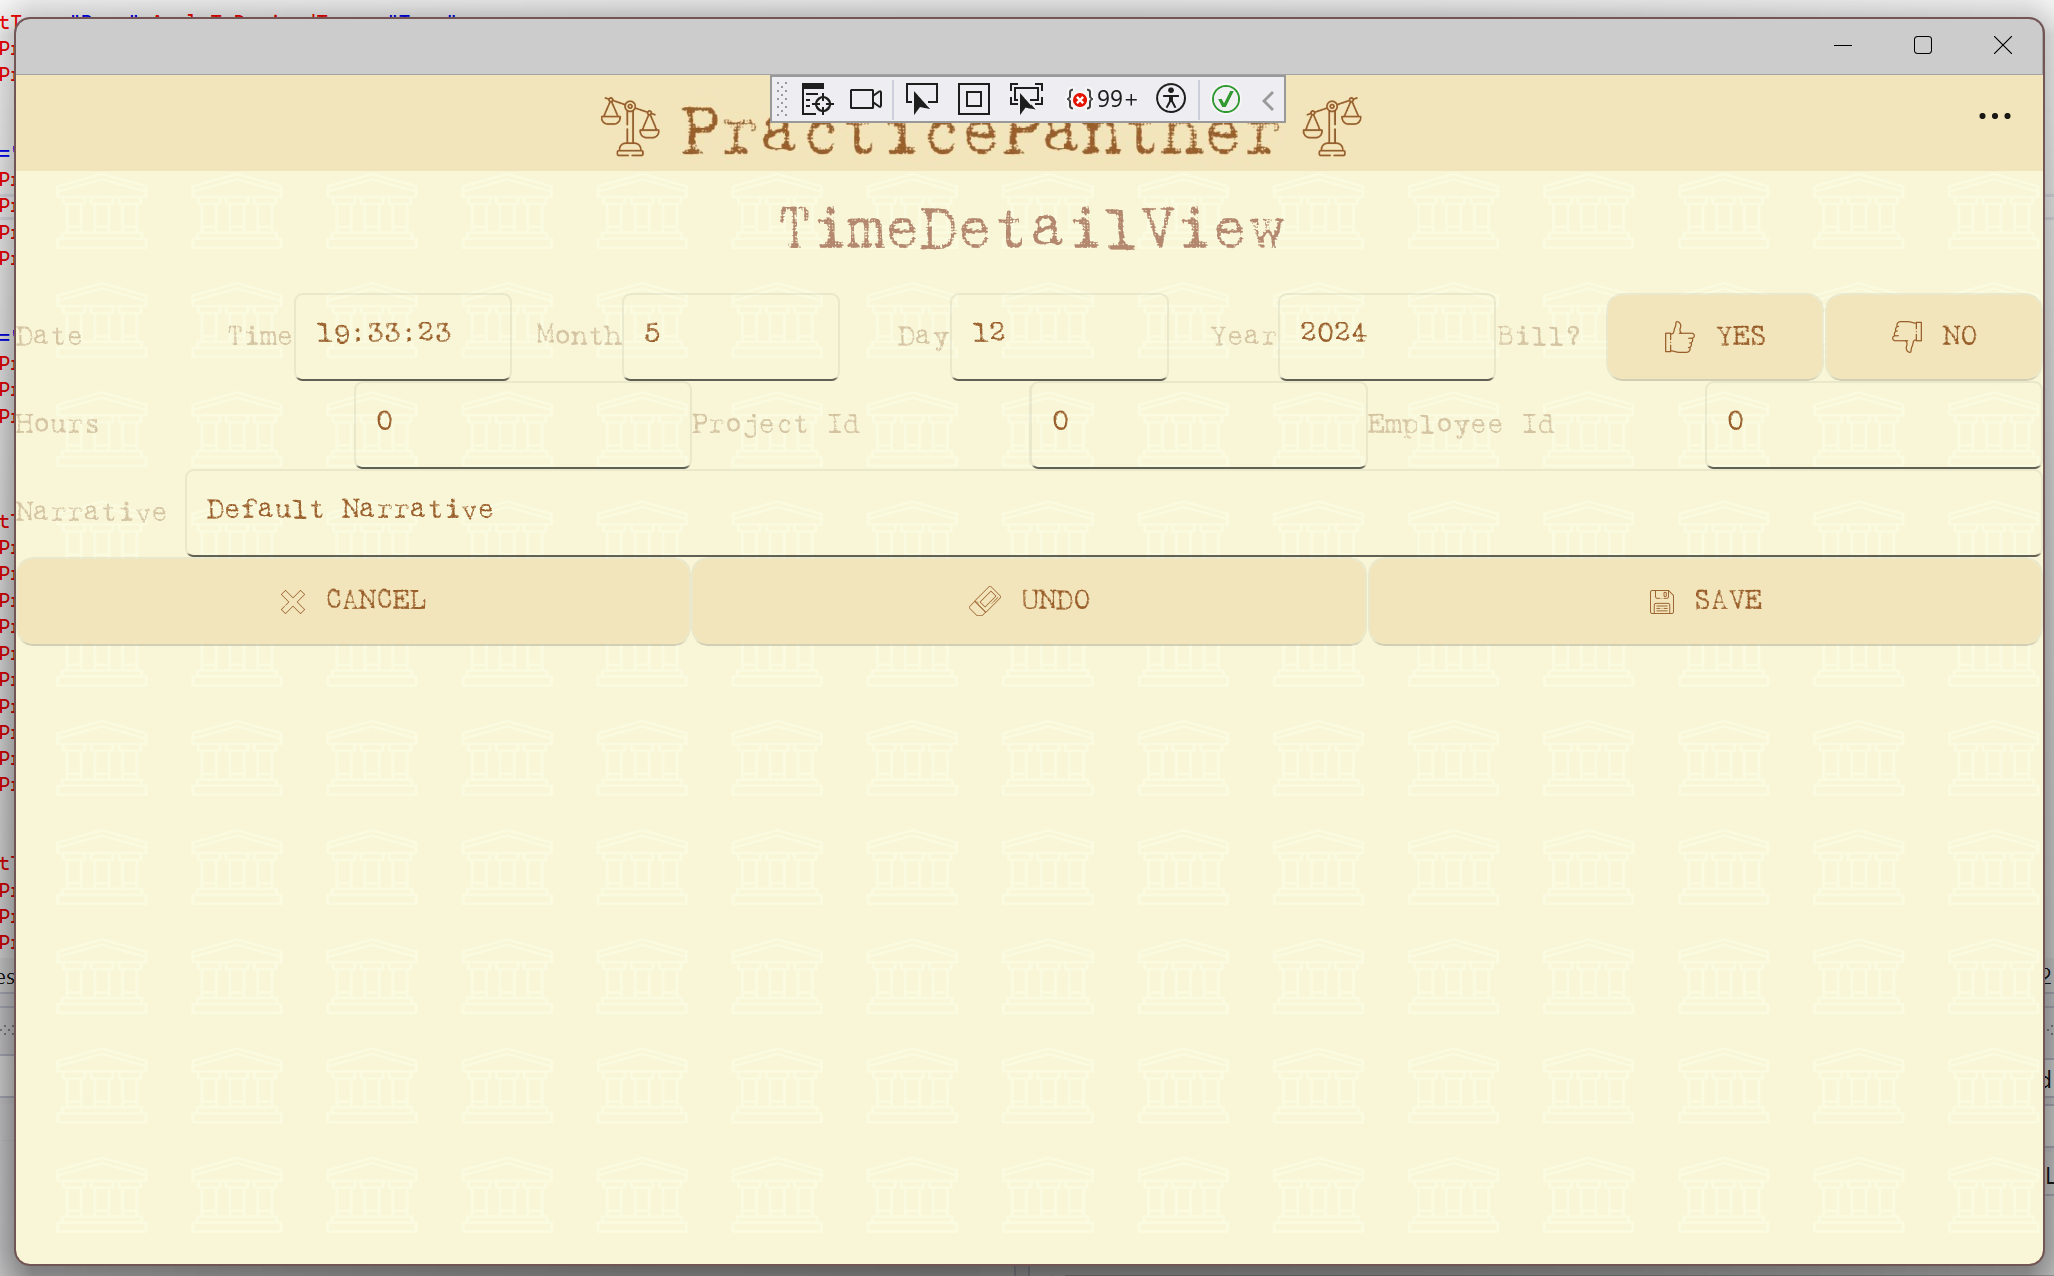 99+
PracticePanther
TimeDetailView
Date Time 19:33:23 Month 5 Day 12 Year 2024 Bill? YES NO
Hours 0 Project Id 0 Employee Id 0
Narrative Default Narrative
CANCEL UNDO SAVE